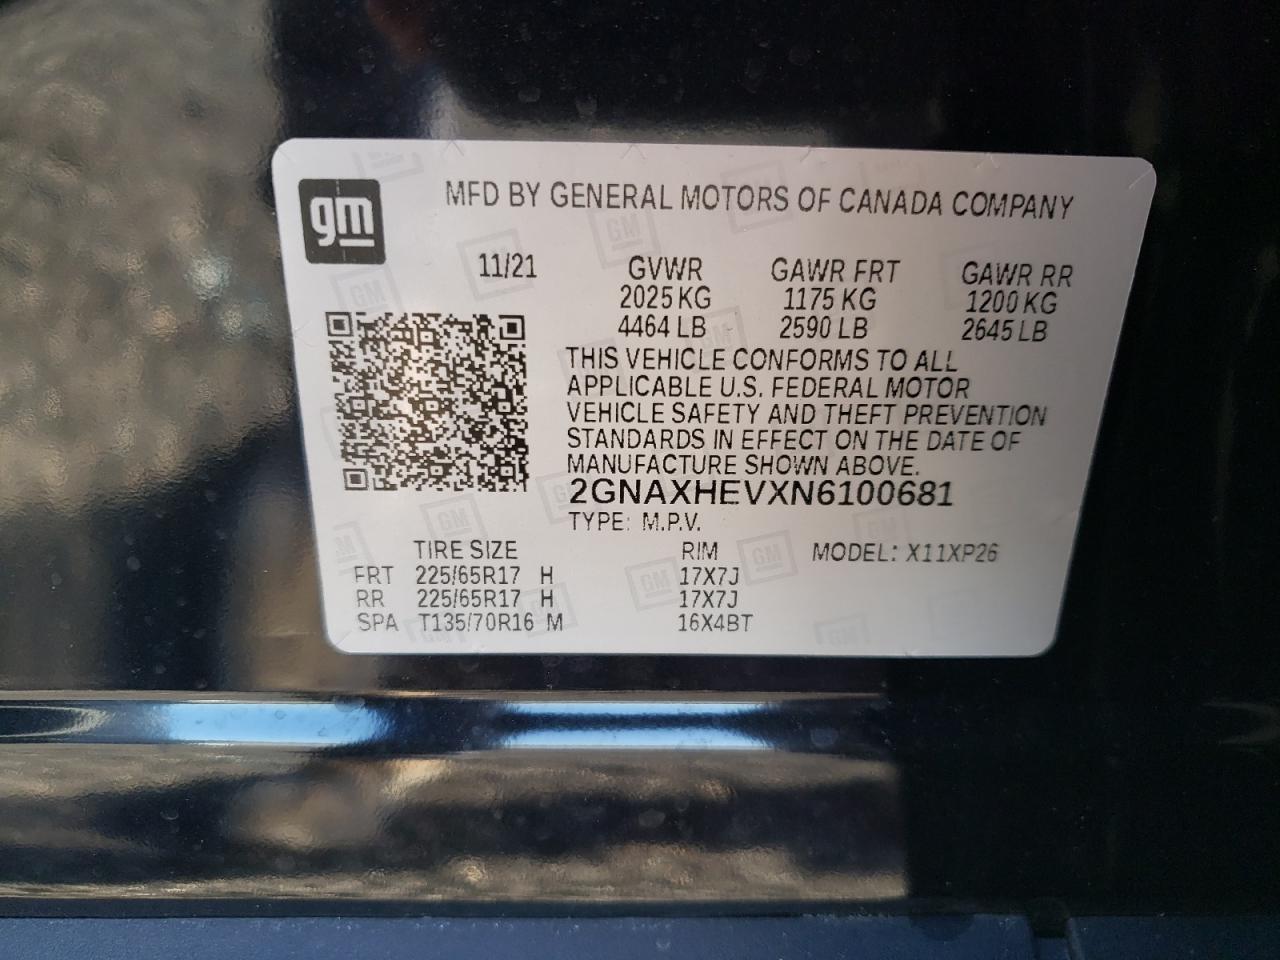 gm
MFD BY GENERAL MOTORS OF CANADA COMPANY
11/21 GVWR GAWR FRT GAWR RR
2025 KG 1175 KG 1200 KG
4464 LB 2590 LB 2645 LB
THIS VEHICLE CONFORMS TO ALL
APPLICABLE U.S. FEDERAL MOTOR
VEHICLE SAFETY AND THEFT PREVENTION
STANDARDS IN EFFECT ON THE DATE OF
MANUFACTURE SHOWN ABOVE.
2GNAXHEVXN6100681
TYPE: M.P.V.
TIRE SIZE RIM MODEL: X11XP26
FRT 225/65R17 H 17X7J
RR 225/65R17 H 17X7J
SPA T135/70R16 M 16X4BT